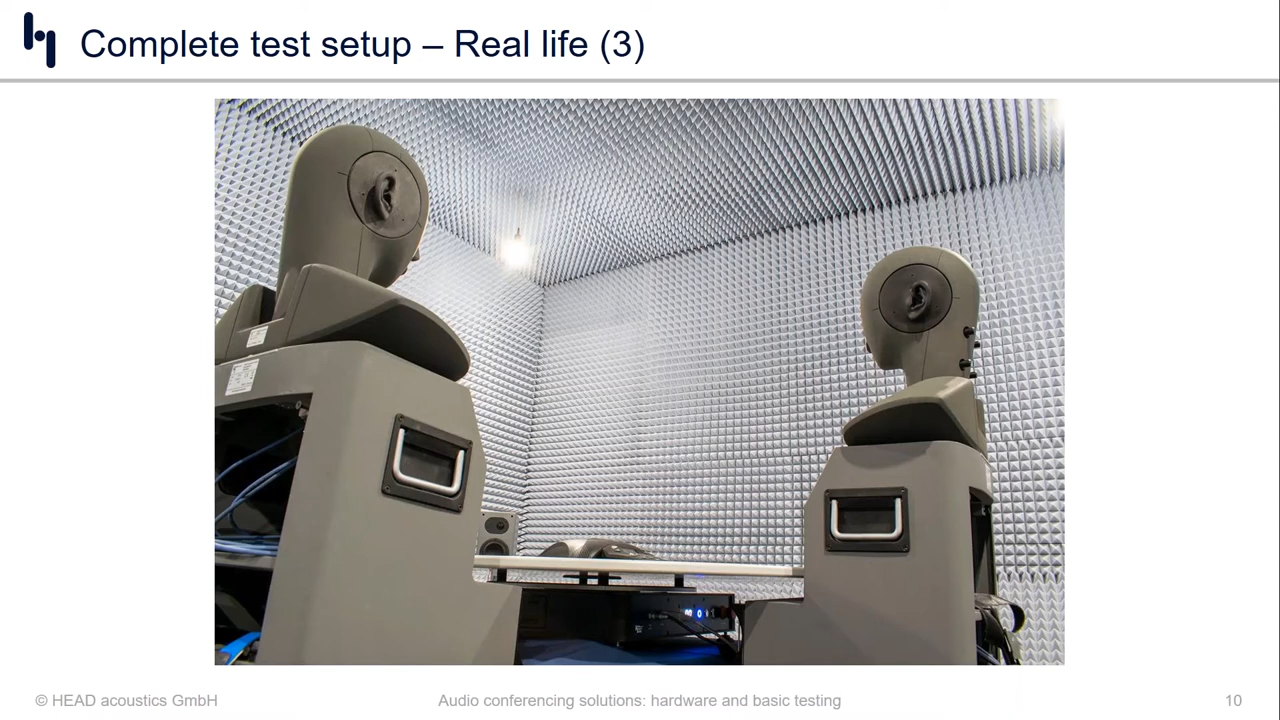 Complete test setup – Real life (3)
© HEAD acoustics GmbH
Audio conferencing solutions: hardware and basic testing
10